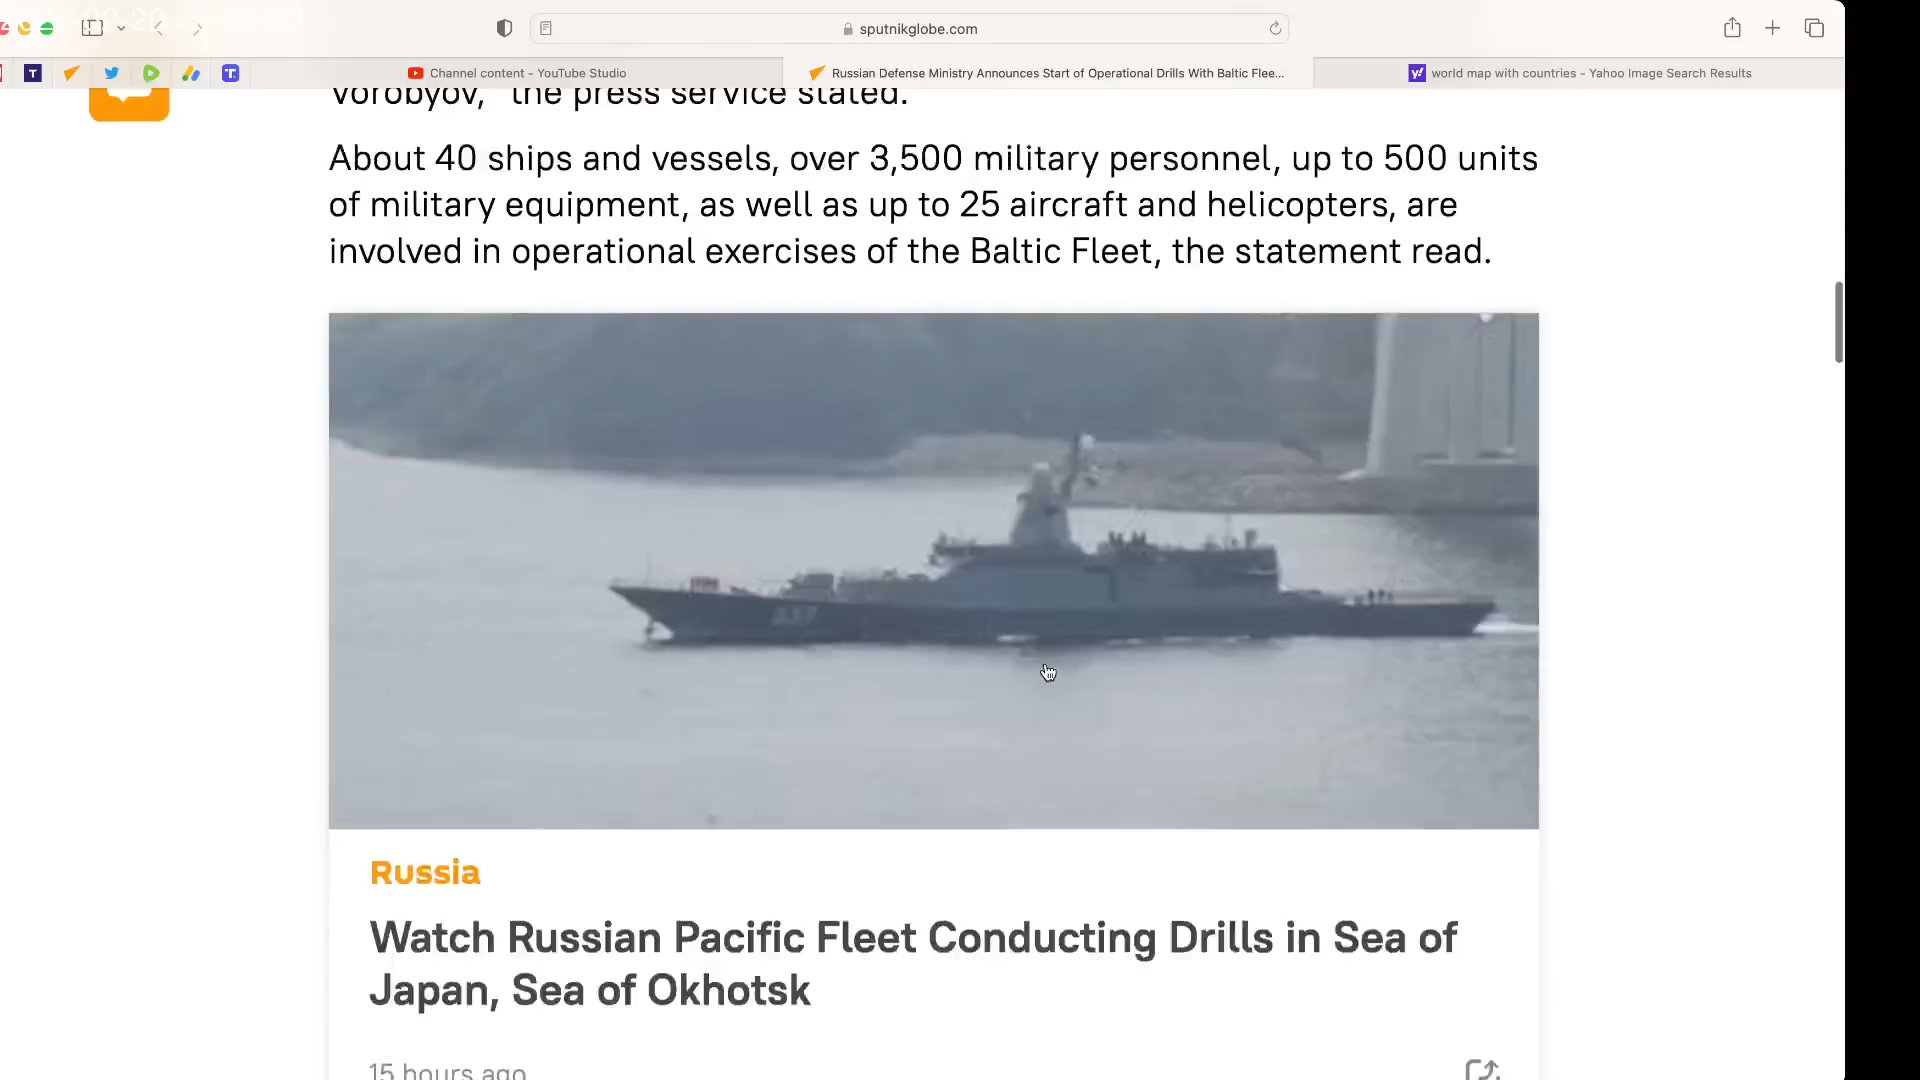 sputnikglobe.com
Channel content - YouTube Studio
Russian Defense Ministry Announces Start of Operational Drills With Baltic Flee...
world map with countries - Yahoo Image Search Results
Vorobyov," the press service stated.
About 40 ships and vessels, over 3,500 military personnel, up to 500 units
of military equipment, as well as up to 25 aircraft and helicopters, are
involved in operational exercises of the Baltic Fleet, the statement read.
Russia
Watch Russian Pacific Fleet Conducting Drills in Sea of
Japan, Sea of Okhotsk
15 hours ago